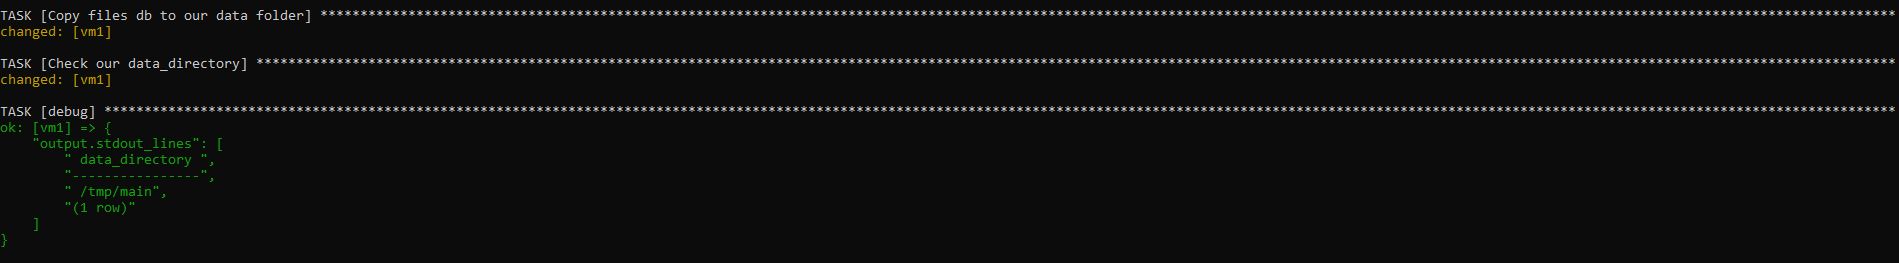 TASK [Copy files db to our data folder] *****************************************************************************************************************************************************************************************************
changed: [vm1]
TASK [Check our data_directory] *************************************************************************************************************************************************************************************************************
changed: [vm1]
TASK [debug] ********************************************************************************************************************************************************************************************************************************
ok: [vm1] => {
    "output.stdout_lines": [
        " data_directory ",
        "----------------",
        " /tmp/main",
        "(1 row)"
    ]
}